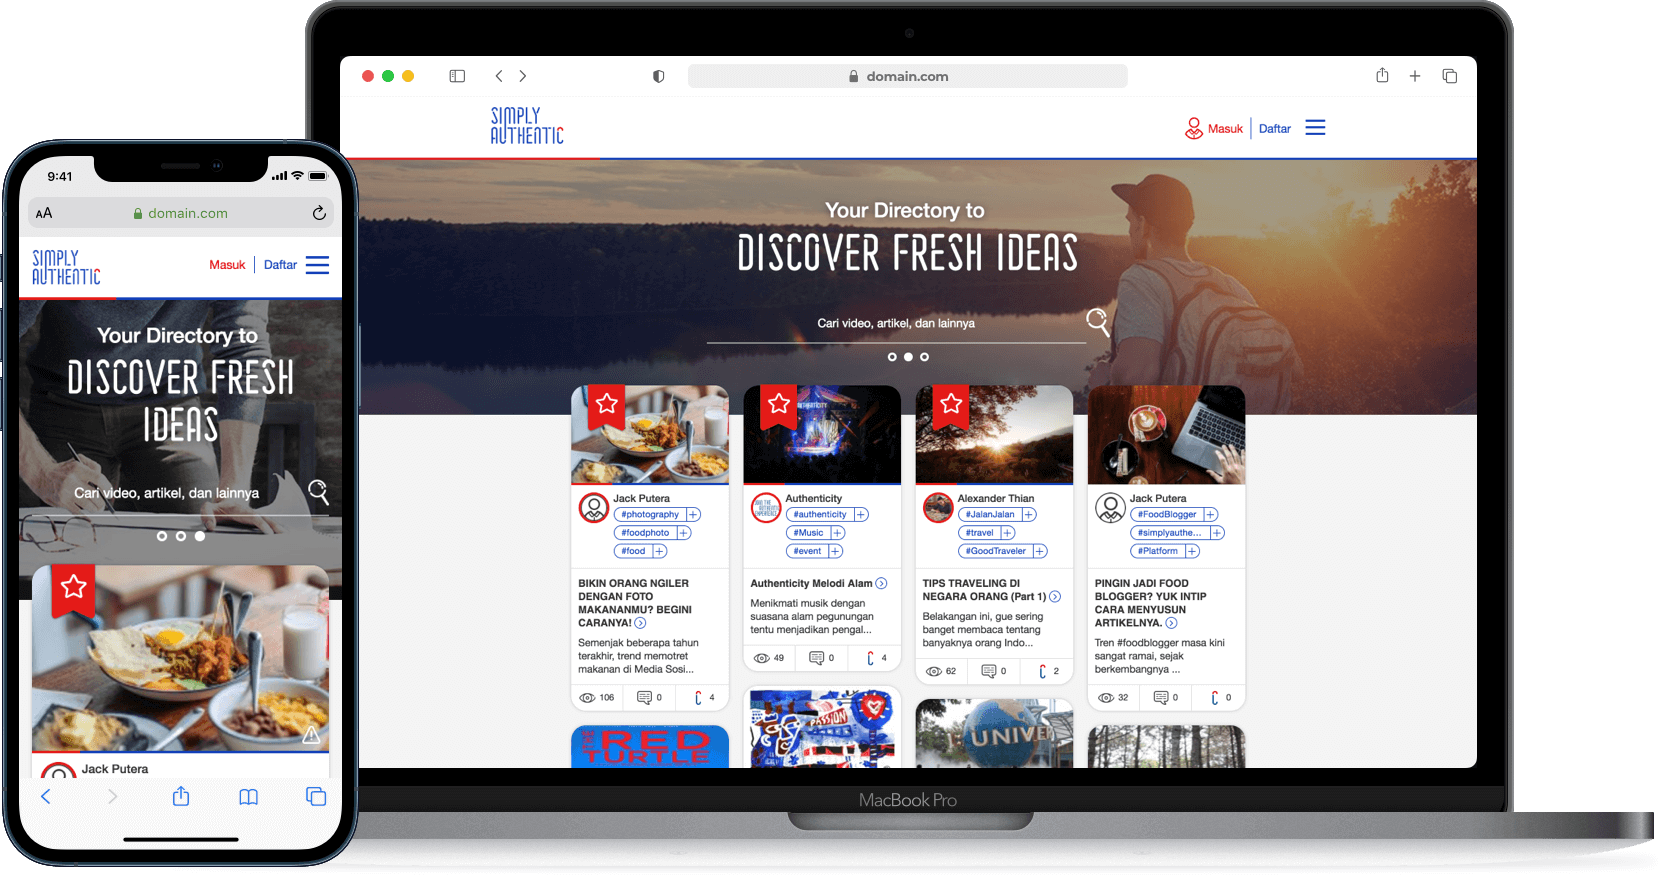 domain.com
SIMPLY
AUTHENTIC
Masuk
Daftar
Your Directory to
DISCOVER FRESH IDEAS
Cari video, artikel, dan lainnya
Jack Putera
#photography +
#foodphoto +
#food +
BIKIN ORANG NGILER
DENGAN FOTO
MAKANANMU? BEGINI
CARANYA!
Semenjak beberapa tahun
terakhir, trend memotret
makanan di Media Sosi...
106
0
4
AUTHENTICITY
Authenticity
#authenticity +
#Music +
#event +
Authenticity Melodi Alam
Menikmati musik dengan
suasana alam pegunungan
tentu menjadikan pengal...
49
0
4
Alexander Thian
#JalanJalan +
#travel +
#GoodTraveler +
TIPS TRAVELING DI
NEGARA ORANG (Part 1)
Belakangan ini, gue sering
banget membaca tentang
banyaknya orang Indo...
62
0
2
Jack Putera
#FoodBlogger +
#simplyauthe... +
#Platform +
PINGIN JADI FOOD
BLOGGER? YUK INTIP
CARA MENYUSUN
ARTIKELNYA.
Tren #foodblogger masa kini
sangat ramai, sejak
berkembangnya ...
32
0
0
RED
TURTLE
PASSION
UNIVER
MacBook Pro
9:41
AA
domain.com
SIMPLY
AUTHENTIC
Masuk
Daftar
Your Directory to
DISCOVER FRESH
IDEAS
Cari video, artikel, dan lainnya
Jack Putera